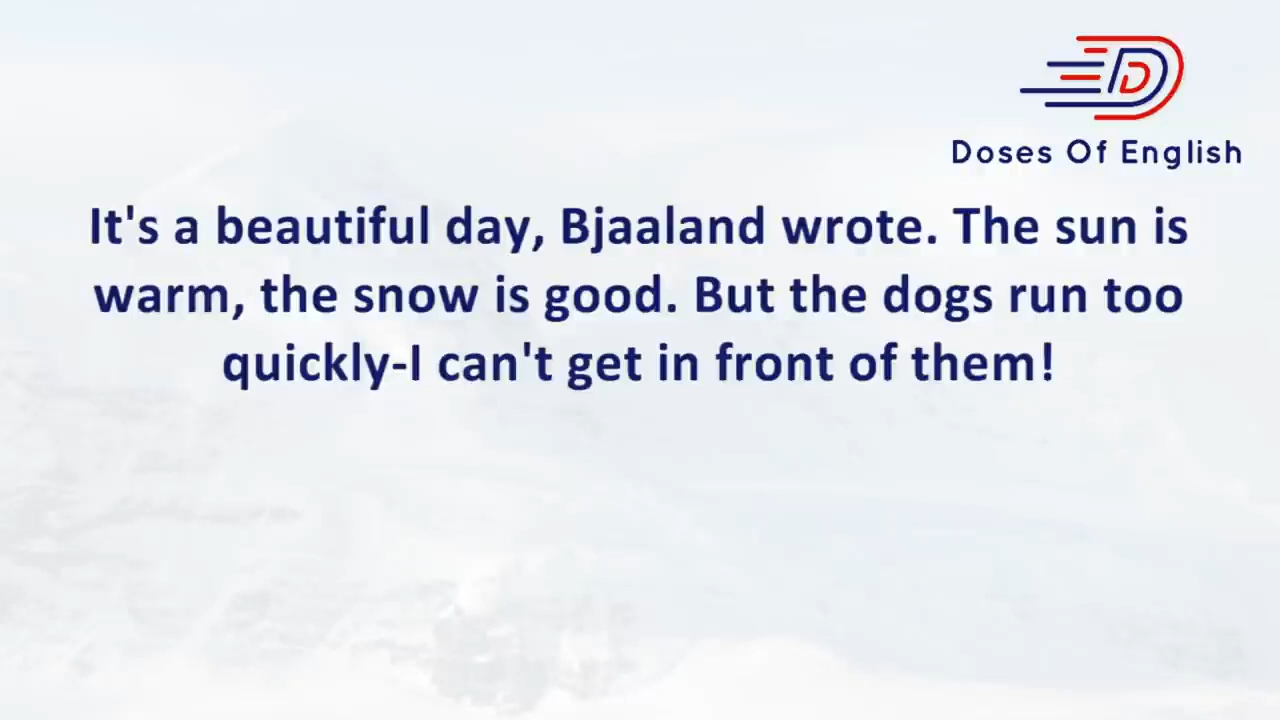 Doses Of English
It's a beautiful day, Bjaaland wrote. The sun is
warm, the snow is good. But the dogs run too
quickly-I can't get in front of them!